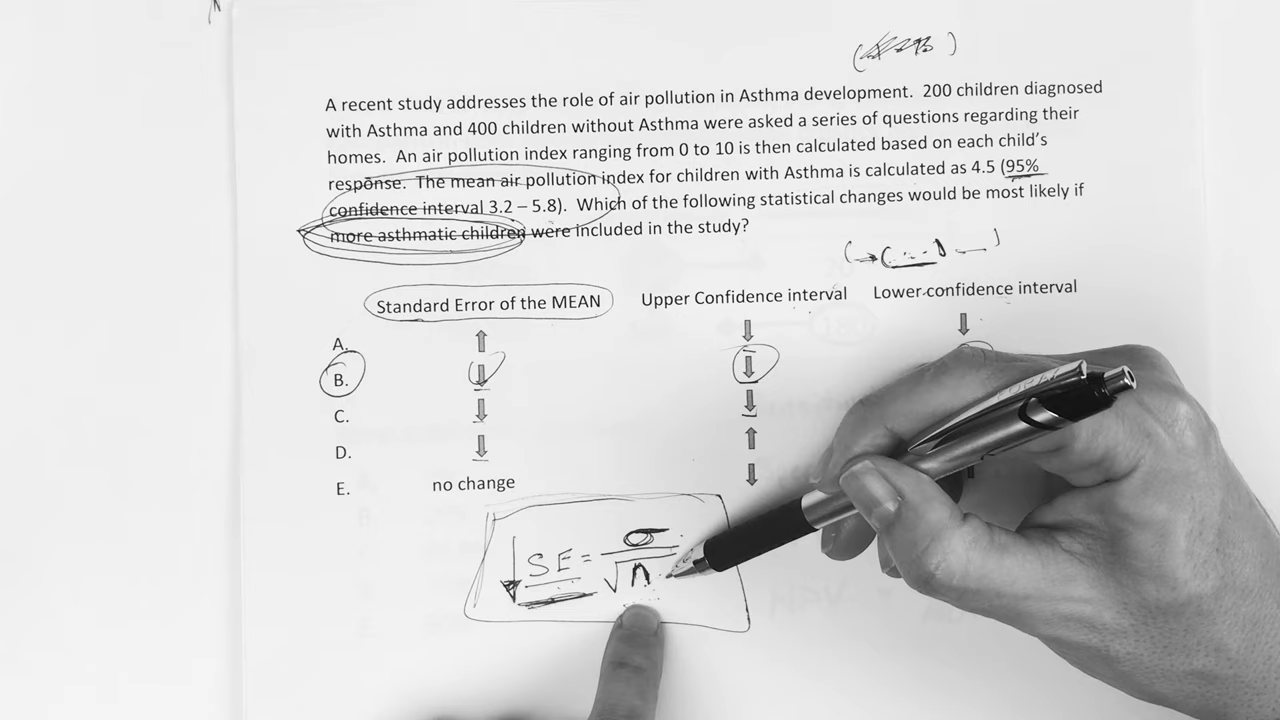 A recent study addresses the role of air pollution in Asthma development. 200 children diagnosed
with Asthma and 400 children without Asthma were asked a series of questions regarding their
homes. An air pollution index ranging from 0 to 10 is then calculated based on each child's
response. The mean air pollution index for children with Asthma is calculated as 4.5 (95%
confidence interval 3.2 – 5.8). Which of the following statistical changes would be most likely if
more asthmatic children were included in the study?
Standard Error of the MEAN Upper Confidence interval Lower confidence interval
A. ↑ ↓ ↓
B. ↓ ↓
C. ↓ ↓
D. ↓ ↑
E. no change ↓
↓ SE = σ / √n